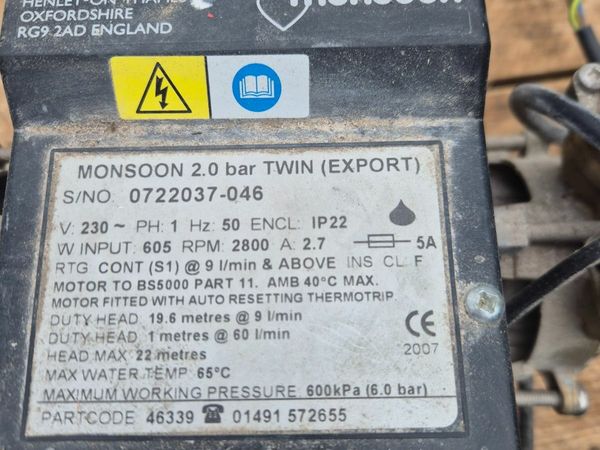 HENLEY-ON-THAMES
OXFORDSHIRE
RG9 2AD ENGLAND
monsoon
MONSOON 2.0 bar TWIN (EXPORT)
S/NO. 0722037-046
V: 230 ~ PH: 1 Hz: 50 ENCL: IP22
W INPUT: 605 RPM: 2800 A: 2.7 5A
RTG CONT (S1) @ 9 l/min & ABOVE INS CL: F
MOTOR TO BS5000 PART 11. AMB 40°C MAX.
MOTOR FITTED WITH AUTO RESETTING THERMOTRIP.
DUTY HEAD: 19.6 metres @ 9 l/min
DUTY HEAD: 1 metres @ 60 l/min
HEAD MAX 22 metres
MAX WATER TEMP: 65°C
CE
2007
MAXIMUM WORKING PRESSURE: 600kPa (6.0 bar)
PARTCODE 46339 ☎ 01491 572655